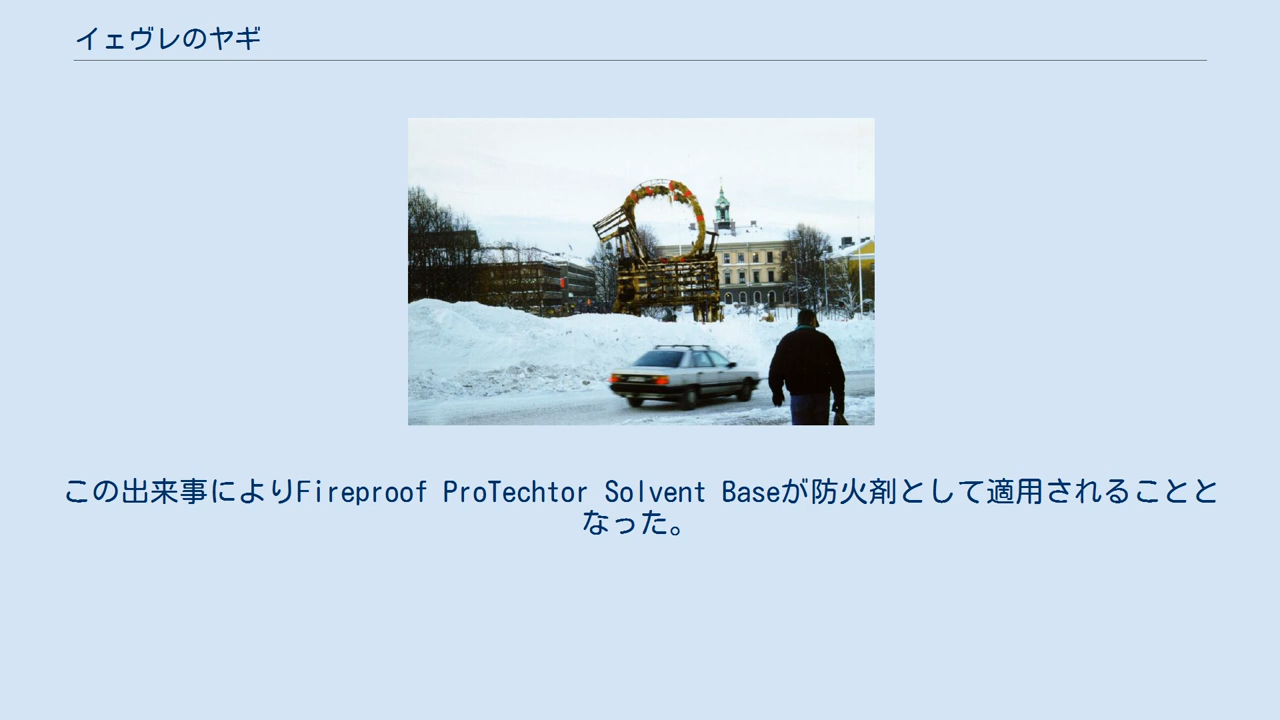 イェヴレのヤギ
この出来事によりFireproof ProTechtor Solvent Baseが防火剤として適用されることと
なった。